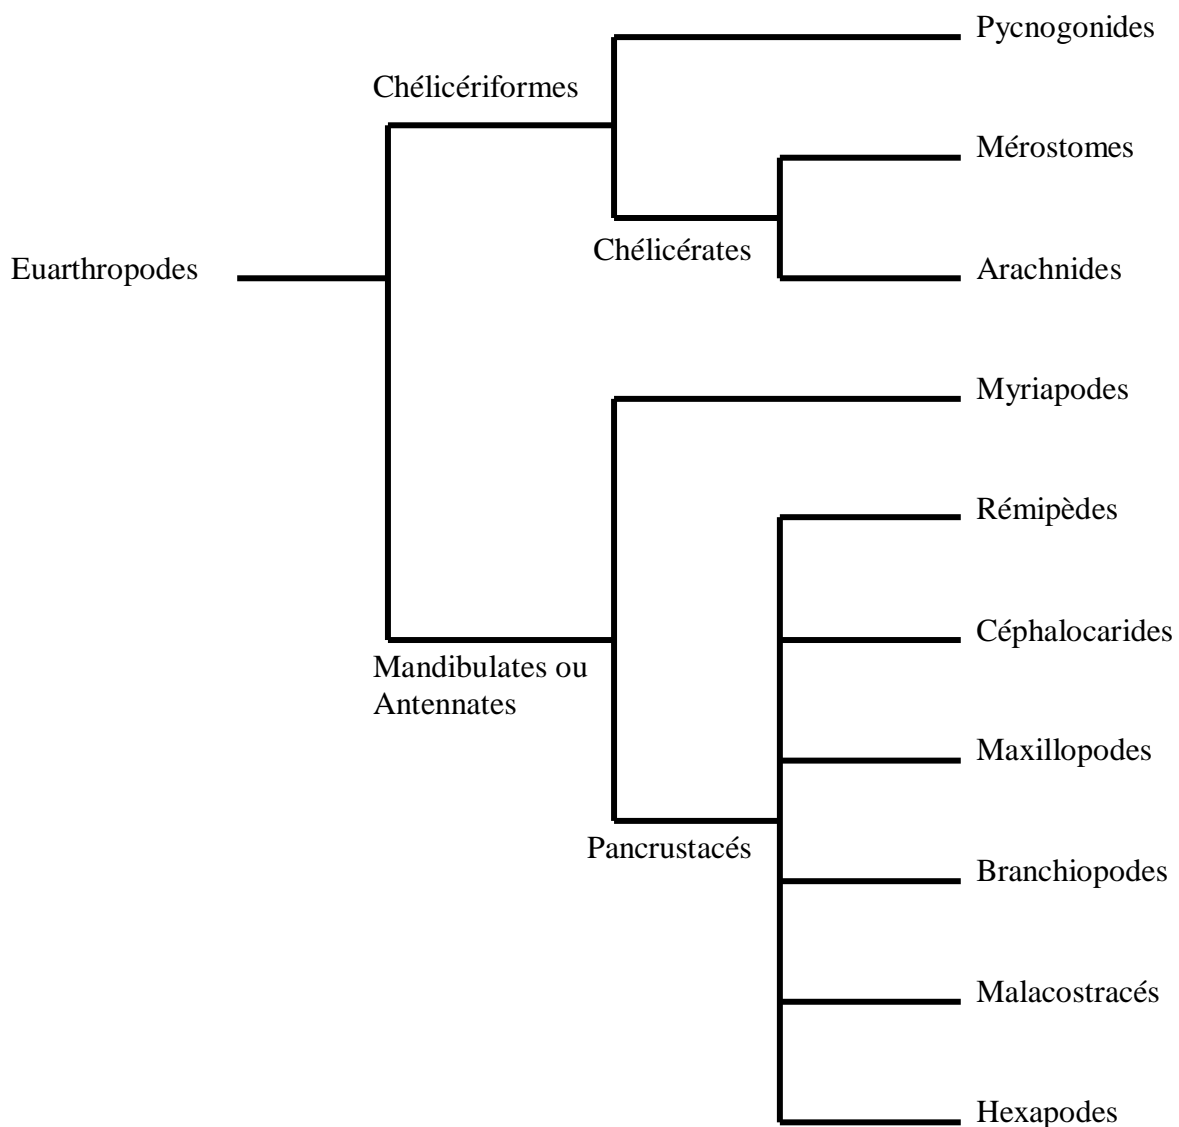 Pycnogonides
Chélicériformes
Mérostomes
Chélicérates
Euarthropodes
Arachnides
Myriapodes
Rémipèdes
Céphalocarides
Mandibulates ou
Antennates
Maxillopodes
Pancrustacés
Branchiopodes
Malacostracés
Hexapodes